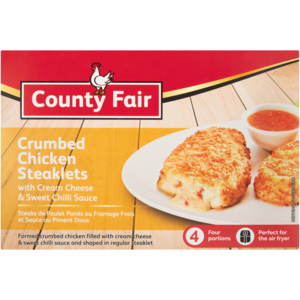 County Fair
Crumbed
Chicken
Steaklets
with Cream Cheese
& Sweet Chilli Sauce
Steaks de Poulet Panés au Fromage Frais
et Sauce au Piment Doux
Formed crumbed chicken filled with cream cheese
& sweet chilli sauce and shaped in regular steaklet
4
Four
portions
Perfect for
the air fryer